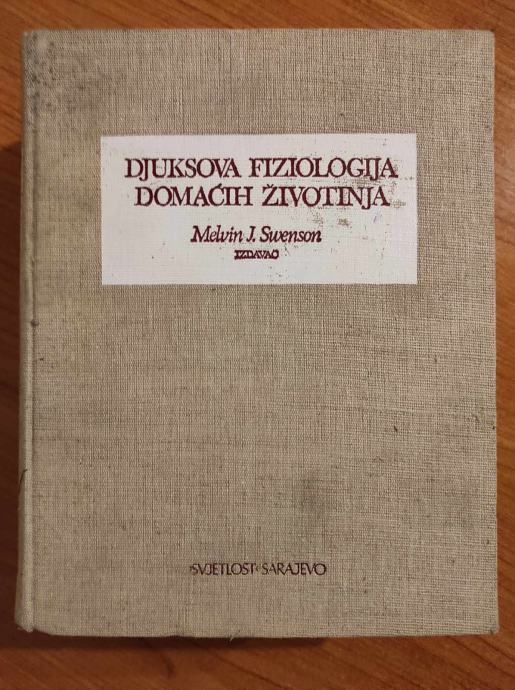 DJUKSOVA FIZIOLOGIJA
DOMAĆIH ŽIVOTINJA
Melvin J. Swenson
IZDAVAČ
»SVJETLOST« SARAJEVO